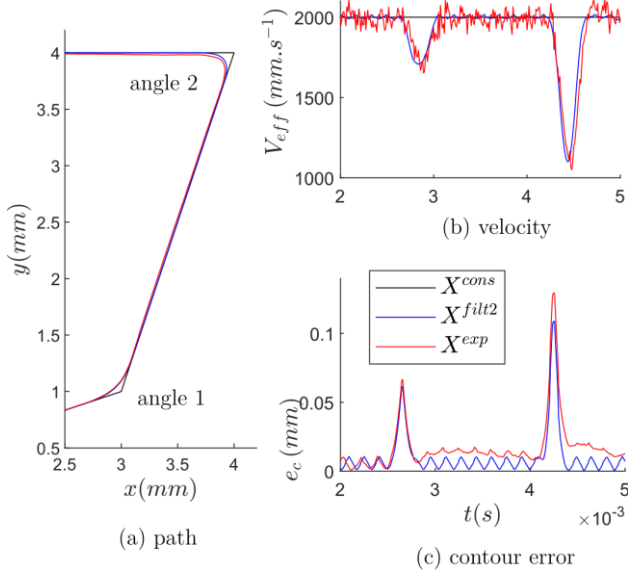 4
3.5
3
2.5
2
1.5
1
0.5
2.5
3
3.5
4
y(mm)
x(mm)
angle 2
angle 1
(a) path
2000
1500
1000
2
3
4
5
V_eff (mm.s⁻¹)
(b) velocity
X^cons
X^filt2
X^exp
0.1
0.05
0
2
3
4
5
e_c (mm)
t(s)
×10⁻³
(c) contour error